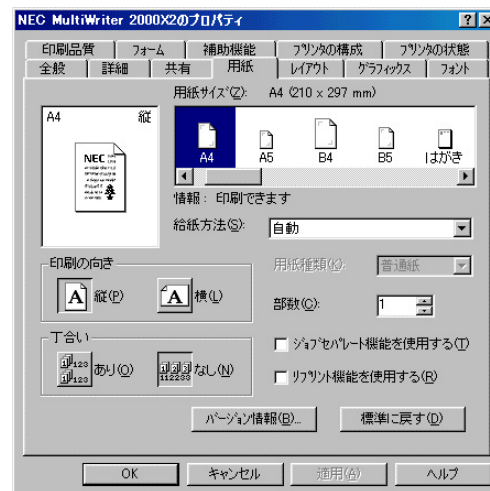 NEC MultiWriter 2000X2のプロパティ
印刷品質 フォーム 補助機能 プリンタの構成 プリンタの状態
全般 詳細 共有 用紙 レイアウト グラフィックス フォント
用紙サイズ(Z): A4 (210 x 297 mm)
A4 縦
NEC
A4 A5 B4 B5 はがき
情報: 印刷できます
給紙方法(S): 自動
印刷の向き
用紙種類(K): 普通紙
A 縦(P) A 横(L)
部数(C): 1
丁合い
123 123 あり(O) 112233 なし(N)
ジョブセパレート機能を使用する(T)
リプリント機能を使用する(R)
バージョン情報(B)... 標準に戻す(D)
OK キャンセル 適用(A) ヘルプ